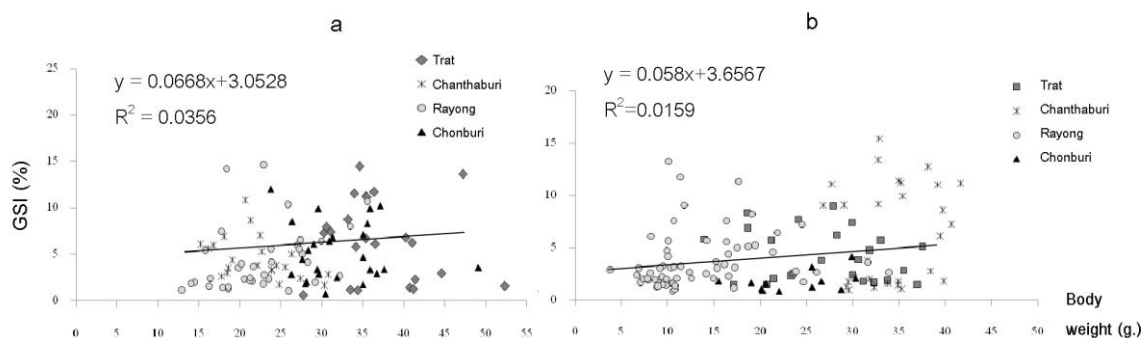 a
b
25
20
15
10
5
0
GSI (%)
y = 0.0668x+3.0528
R² = 0.0356
Trat
Chanthaburi
Rayong
Chonburi
0 5 10 15 20 25 30 35 40 45 50 55
20
15
10
5
0
y = 0.058x+3.6567
R²=0.0159
Trat
Chanthaburi
Rayong
Chonburi
0 5 10 15 20 25 30 35 40 45 50
Body
weight (g.)